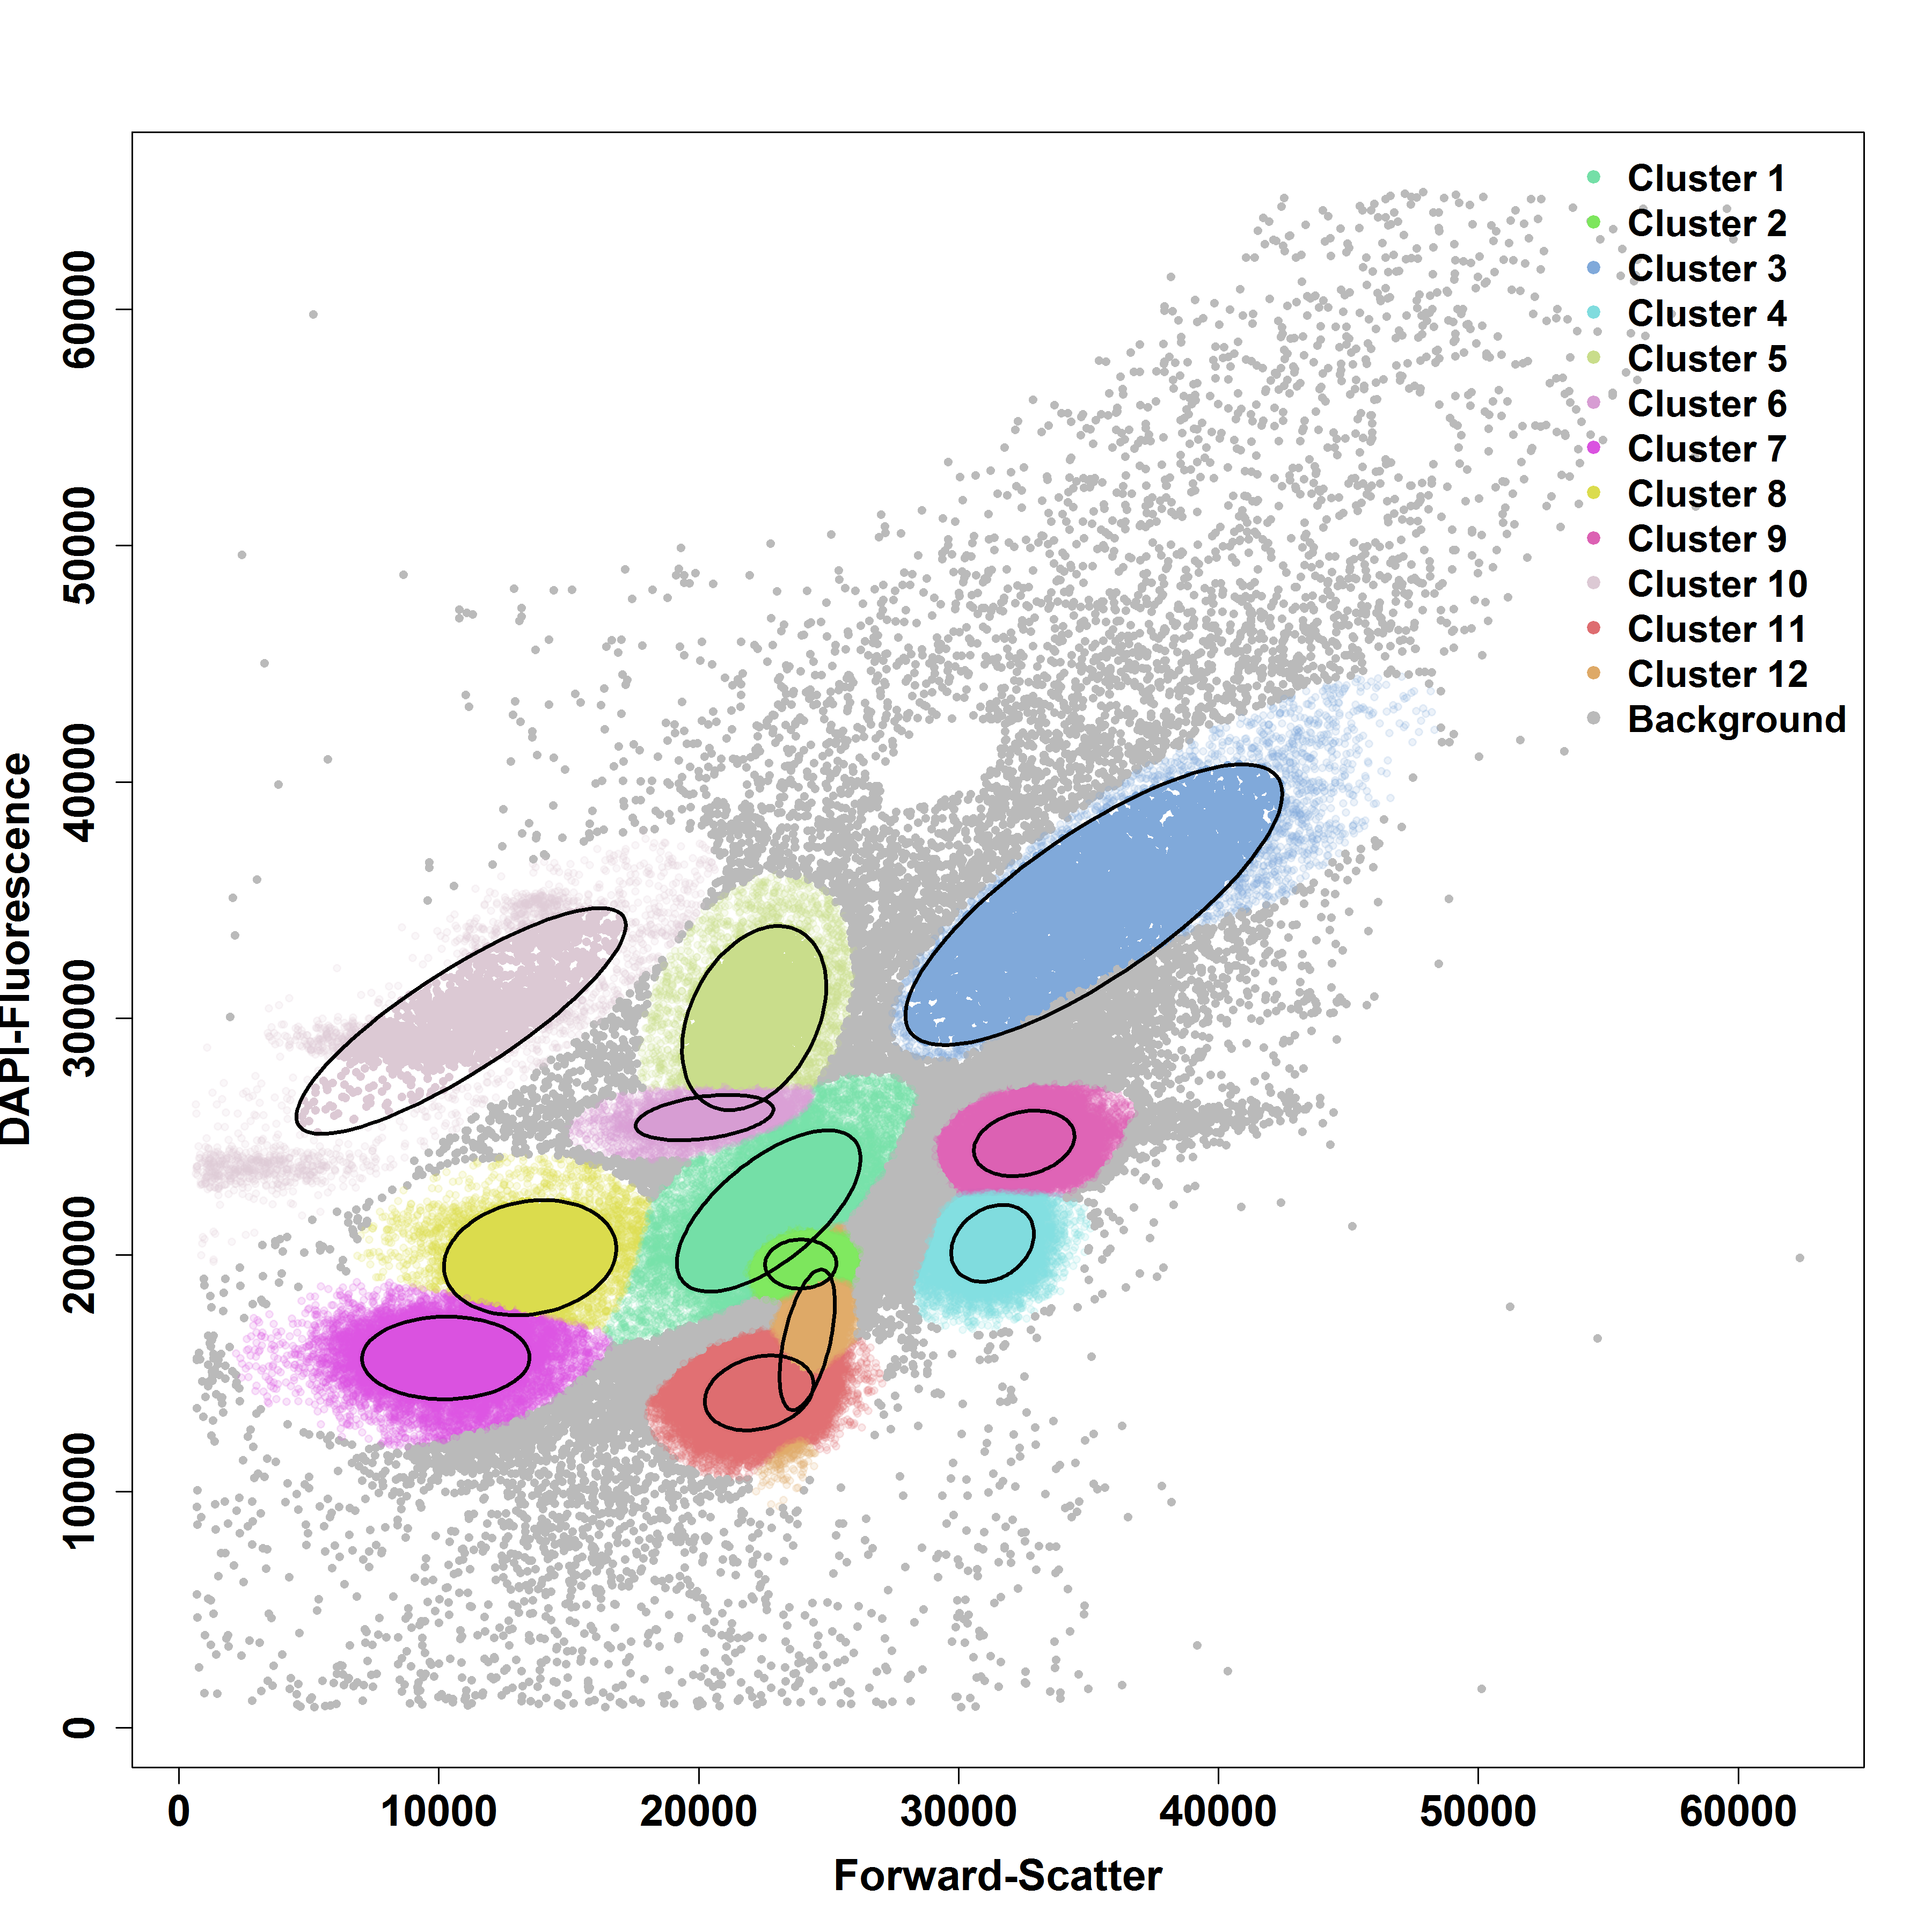 Cluster 1
Cluster 2
Cluster 3
Cluster 4
Cluster 5
Cluster 6
Cluster 7
Cluster 8
Cluster 9
Cluster 10
Cluster 11
Cluster 12
Background
DAPI-Fluorescence
60000
50000
40000
30000
20000
10000
0
0 10000 20000 30000 40000 50000 60000
Forward-Scatter